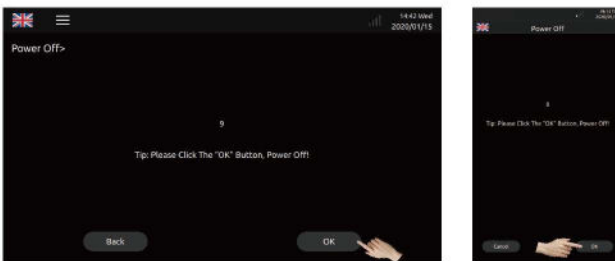 14:42 Wed
2020/01/15
Power Off>
9
Tip: Please Click The "OK" Button, Power Off!
Back
OK
Power Off
Tip: Please Click The "OK" Button, Power Off!
Cancel
OK